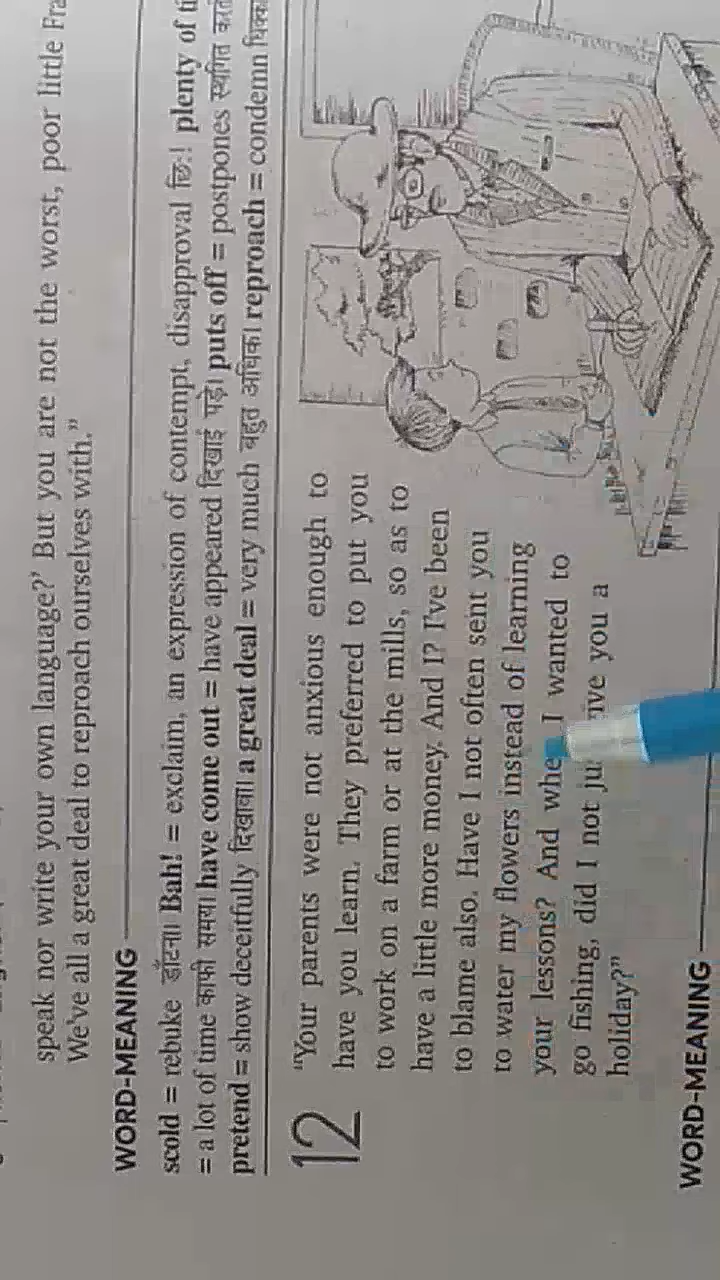 speak nor write your own language?' But you are not the worst, poor little Fra
We've all a great deal to reproach ourselves with."
WORD-MEANING
scold = rebuke डाँटना। Bah! = exclaim, an expression of contempt, disapproval छि:! plenty of ti
= a lot of time काफी समय। have come out = have appeared दिखाई पड़े। puts off = postpones स्थगित करते
pretend = show deceitfully दिखावा। a great deal = very much बहुत अधिक। reproach = condemn धिक्क
12 "Your parents were not anxious enough to
have you learn. They preferred to put you
to work on a farm or at the mills, so as to
have a little more money. And I? I've been
to blame also. Have I not often sent you
to water my flowers instead of learning
your lessons? And whe I wanted to
go fishing, did I not ju ive you a
holiday?"
WORD-MEANING